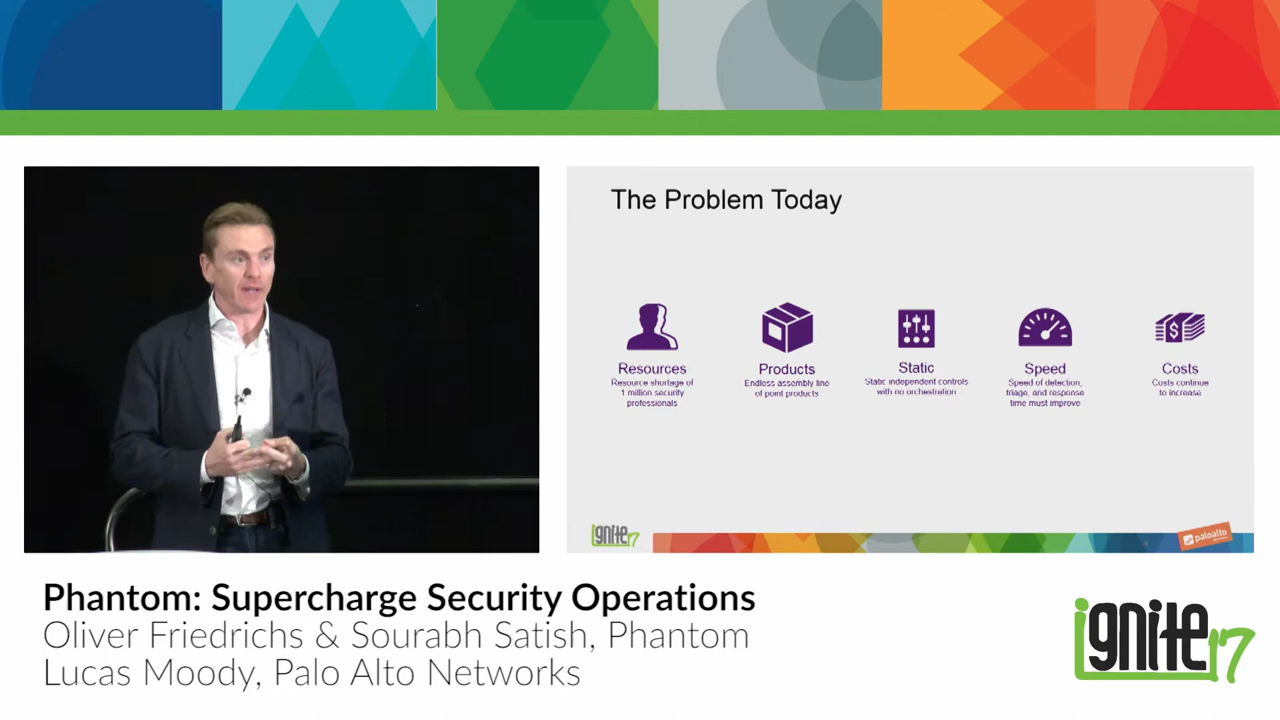 The Problem Today
Resources
Resource shortage of
1 million security
professionals
Products
Endless assembly line
of point products
Static
Static independent controls
with no orchestration
Speed
Speed of detection,
triage, and response
time must improve
Costs
Costs continue
to increase
ignite17
paloalto
Phantom: Supercharge Security Operations
Oliver Friedrichs & Sourabh Satish, Phantom
Lucas Moody, Palo Alto Networks
ignite17